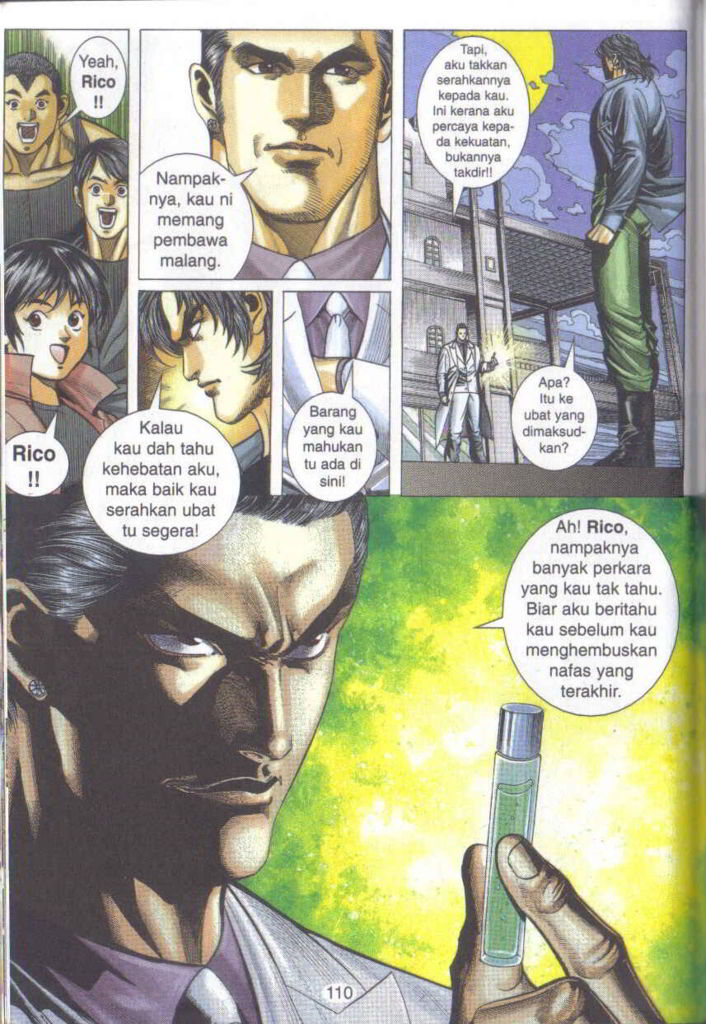 Yeah,
Rico
!!
Rico
!!
Nampak-
nya, kau ni
memang
pembawa
malang.
Tapi,
aku takkan
serahkannya
kepada kau.
Ini kerana aku
percaya kepa-
da kekuatan,
bukannya
takdir!!
Apa?
Itu ke
ubat yang
dimaksud-
kan?
Kalau
kau dah tahu
kehebatan aku,
maka baik kau
serahkan ubat
tu segera!
Barang
yang kau
mahukan
tu ada di
sini!
Ah! Rico,
nampaknya
banyak perkara
yang kau tak tahu.
Biar aku beritahu
kau sebelum kau
menghembuskan
nafas yang
terakhir.
110